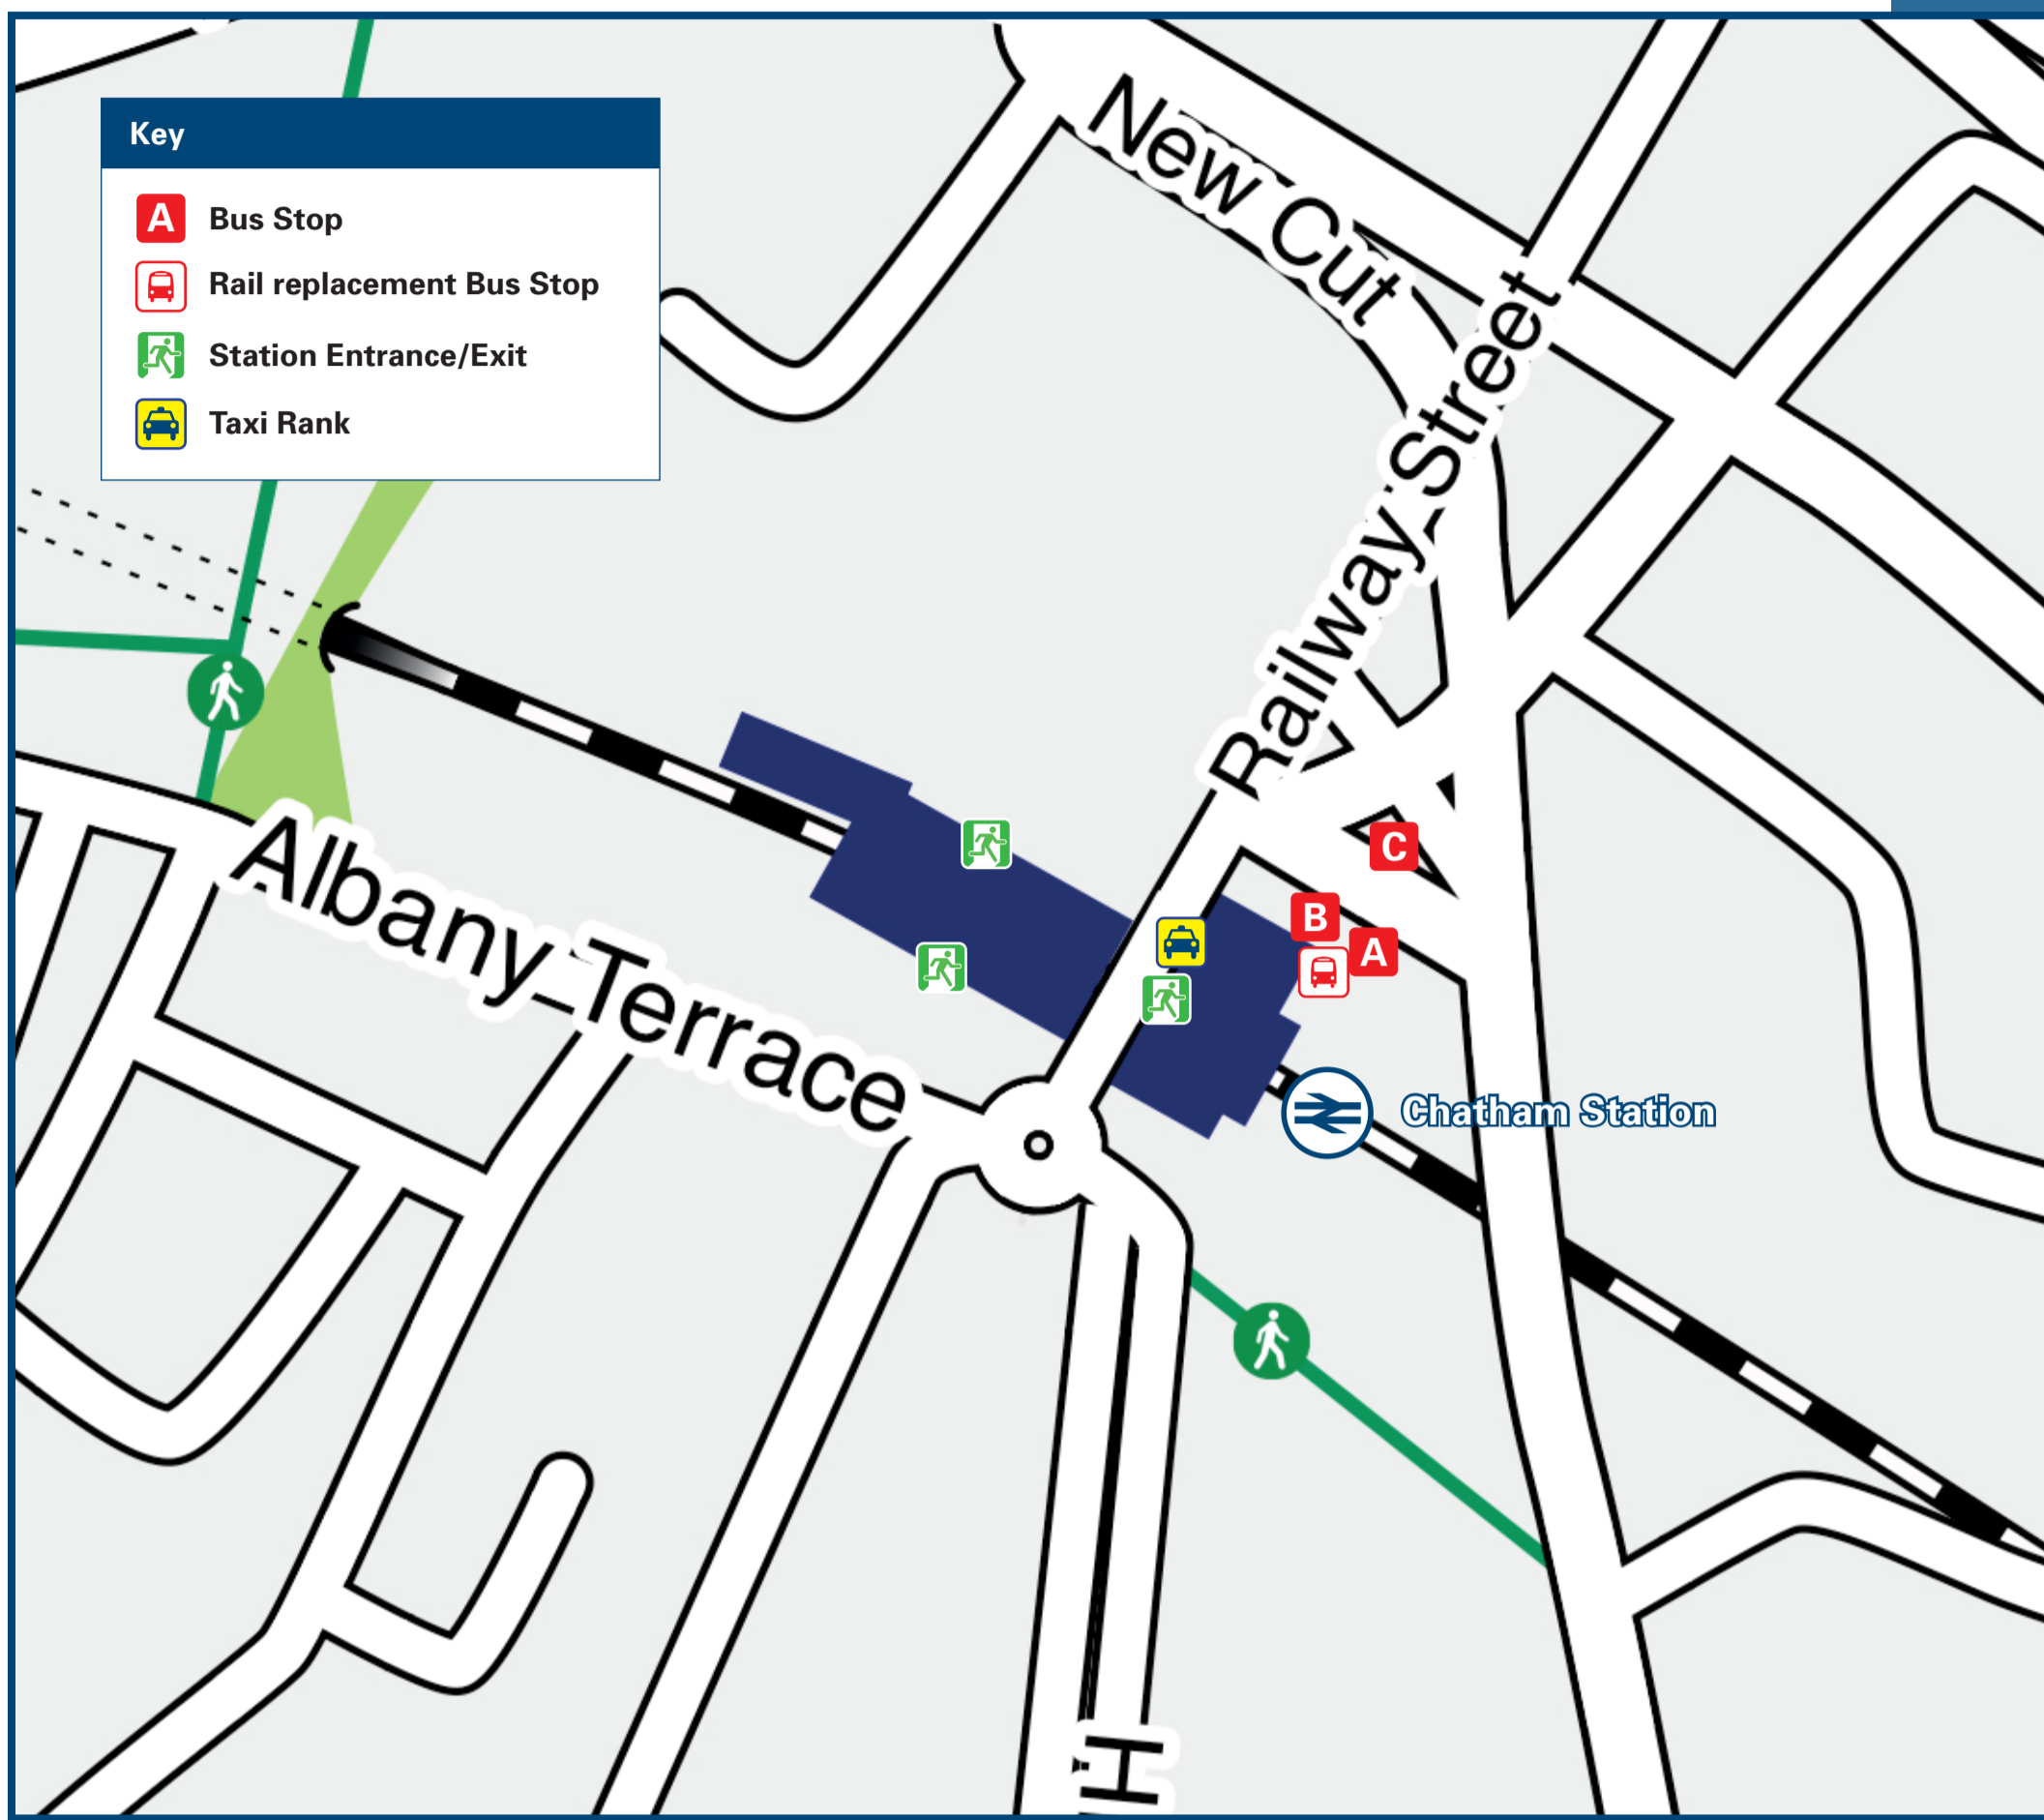 Key
A Bus Stop
Rail replacement Bus Stop
Station Entrance/Exit
Taxi Rank
New Cut
Railway Street
Albany Terrace
C
B
A
Chatham Station